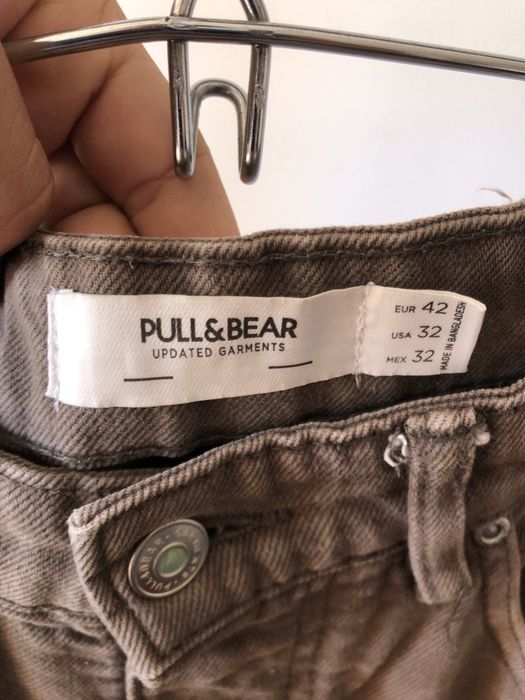 PULL&BEAR
UPDATED GARMENTS
EUR 42
USA 32
MEX 32
MADE IN BANGLADESH